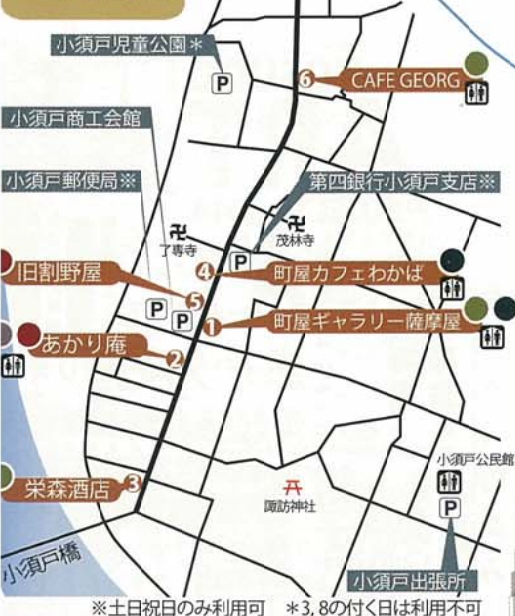 小須戸児童公園＊
P
6 CAFE GEORG
小須戸商工会館
小須戸郵便局※
第四銀行小須戸支店※
卍
了専寺
卍
茂林寺
P
旧割野屋
4 町屋カフェわかば
5
P
P
1 町屋ギャラリー薩摩屋
あかり庵 2
栄森酒店 3
諏訪神社
小須戸公民館
P
小須戸橋
小須戸出張所
※土日祝日のみ利用可　＊3,8の付く日は利用不可